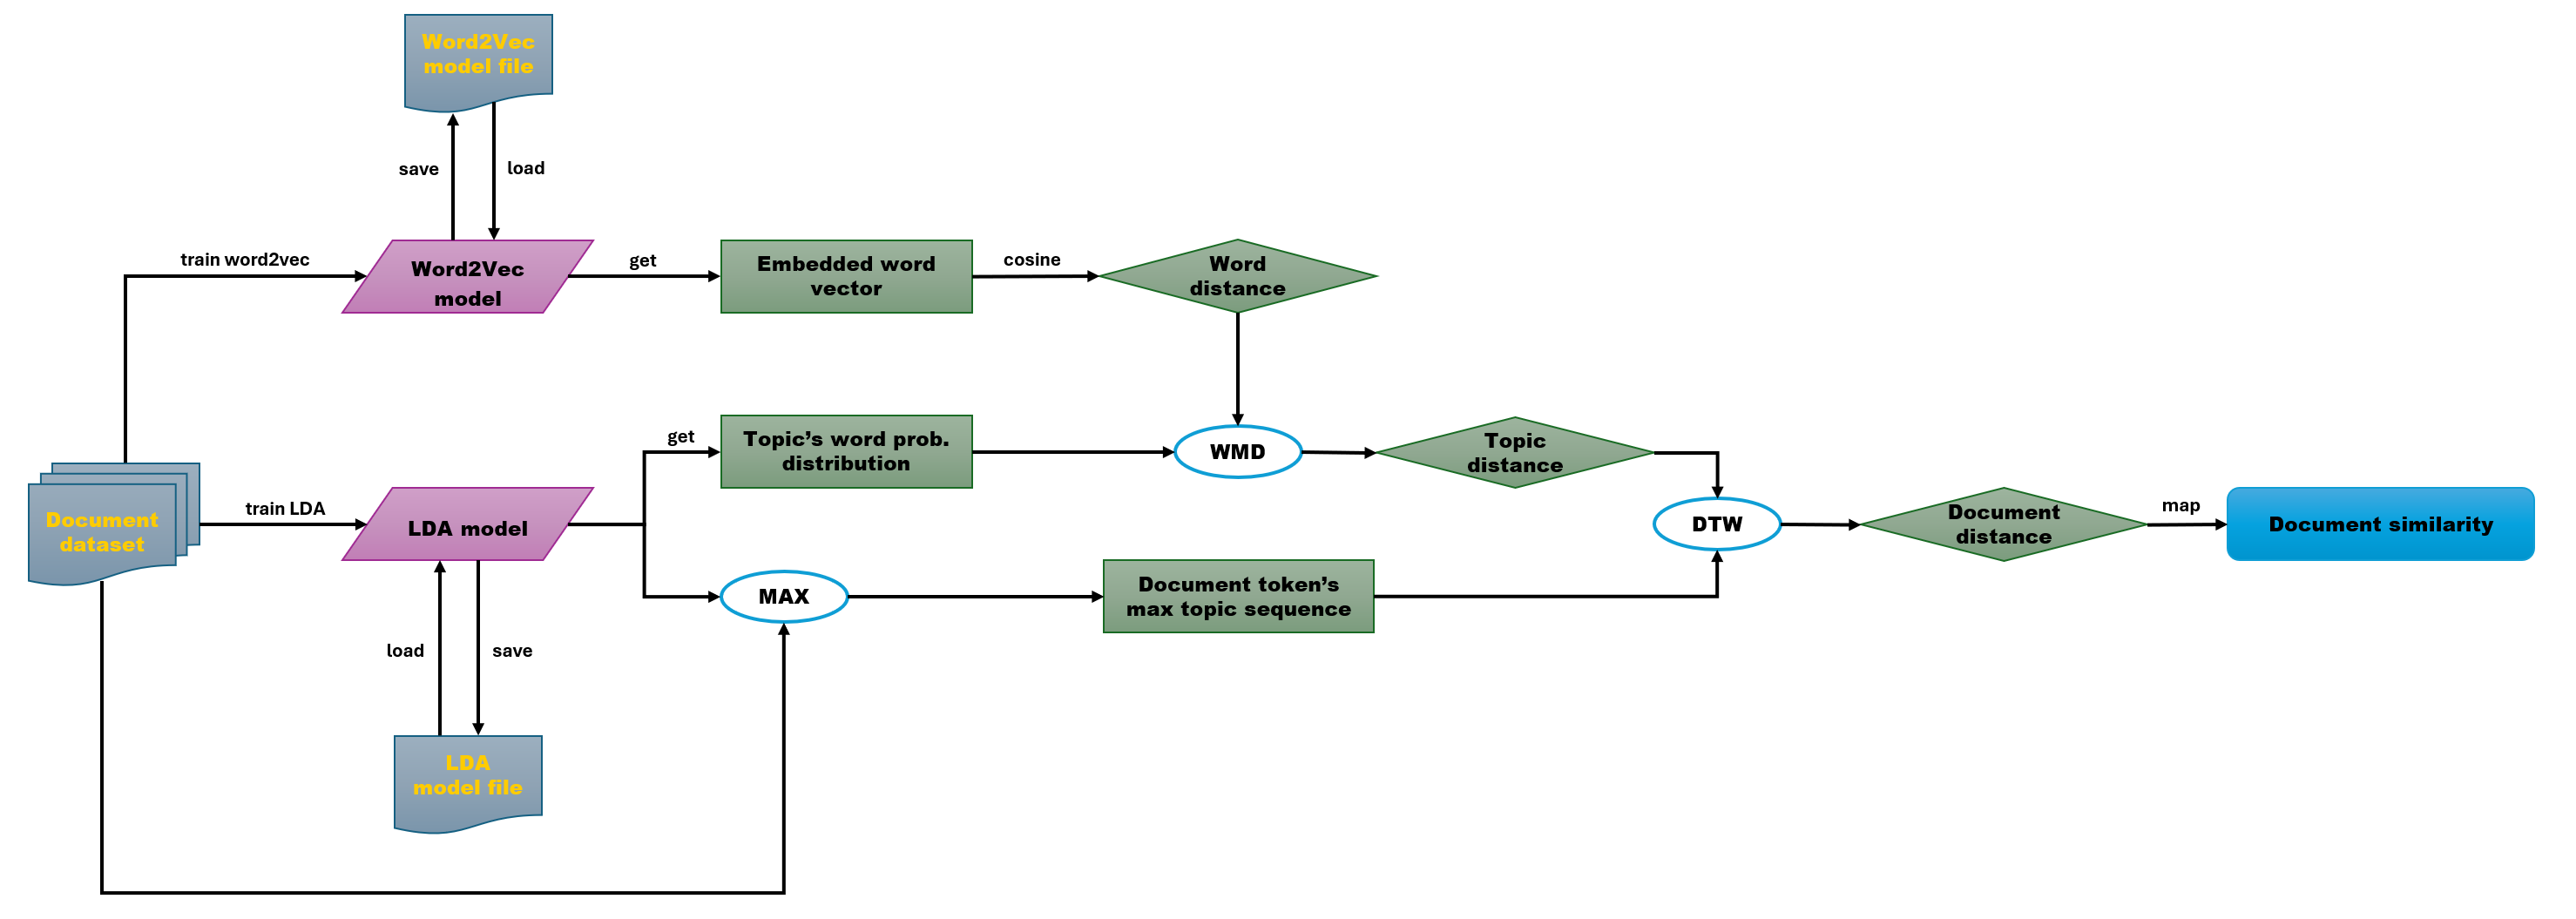 Word2Vec
model file
save
load
train word2vec
Word2Vec
model
get
Embedded word
vector
cosine
Word
distance
get
Topic’s word prob.
distribution
WMD
Topic
distance
Document
dataset
train LDA
LDA model
DTW
Document
distance
map
Document similarity
MAX
Document token’s
max topic sequence
load
save
LDA
model file